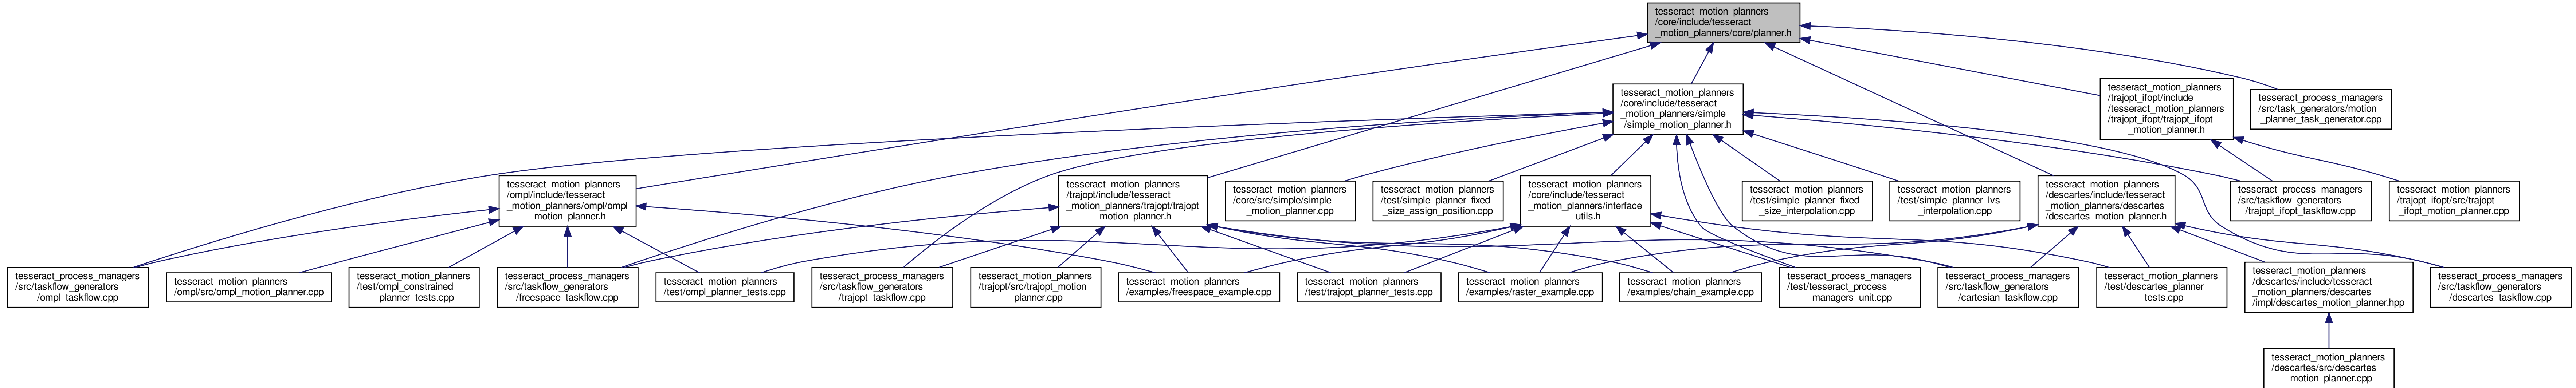 tesseract_motion_planners
/core/include/tesseract
_motion_planners/core/planner.h
tesseract_motion_planners
/core/include/tesseract
_motion_planners/simple
/simple_motion_planner.h
tesseract_motion_planners
/trajopt_ifopt/include
/tesseract_motion_planners
/trajopt_ifopt/trajopt_ifopt
_motion_planner.h
tesseract_process_managers
/src/task_generators/motion
_planner_task_generator.cpp
tesseract_motion_planners
/ompl/include/tesseract
_motion_planners/ompl/ompl
_motion_planner.h
tesseract_motion_planners
/trajopt/include/tesseract
_motion_planners/trajopt/trajopt
_motion_planner.h
tesseract_motion_planners
/core/src/simple/simple
_motion_planner.cpp
tesseract_motion_planners
/test/simple_planner_fixed
_size_assign_position.cpp
tesseract_motion_planners
/core/include/tesseract
_motion_planners/interface
_utils.h
tesseract_motion_planners
/test/simple_planner_fixed
_size_interpolation.cpp
tesseract_motion_planners
/test/simple_planner_lvs
_interpolation.cpp
tesseract_motion_planners
/descartes/include/tesseract
_motion_planners/descartes
/descartes_motion_planner.h
tesseract_process_managers
/src/taskflow_generators
/trajopt_ifopt_taskflow.cpp
tesseract_motion_planners
/trajopt_ifopt/src/trajopt
_ifopt_motion_planner.cpp
tesseract_process_managers
/src/taskflow_generators
/ompl_taskflow.cpp
tesseract_motion_planners
/ompl/src/ompl_motion_planner.cpp
tesseract_motion_planners
/test/ompl_constrained
_planner_tests.cpp
tesseract_process_managers
/src/taskflow_generators
/freespace_taskflow.cpp
tesseract_motion_planners
/test/ompl_planner_tests.cpp
tesseract_process_managers
/src/taskflow_generators
/trajopt_taskflow.cpp
tesseract_motion_planners
/trajopt/src/trajopt_motion
_planner.cpp
tesseract_motion_planners
/examples/freespace_example.cpp
tesseract_motion_planners
/test/trajopt_planner_tests.cpp
tesseract_motion_planners
/examples/raster_example.cpp
tesseract_motion_planners
/examples/chain_example.cpp
tesseract_process_managers
/test/tesseract_process
_managers_unit.cpp
tesseract_process_managers
/src/taskflow_generators
/cartesian_taskflow.cpp
tesseract_motion_planners
/test/descartes_planner
_tests.cpp
tesseract_motion_planners
/descartes/include/tesseract
_motion_planners/descartes
/impl/descartes_motion_planner.hpp
tesseract_process_managers
/src/taskflow_generators
/descartes_taskflow.cpp
tesseract_motion_planners
/descartes/src/descartes
_motion_planner.cpp